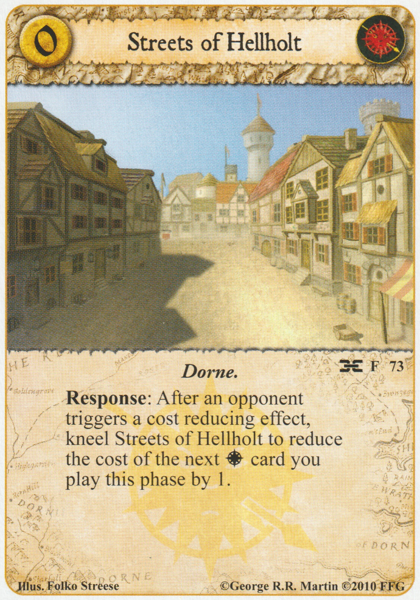 0
Streets of Hellholt
Dorne.
F 73
Response: After an opponent
triggers a cost reducing effect,
kneel Streets of Hellholt to reduce
the cost of the next card you
play this phase by 1.
DORNE
Illus. Folko Streese
©George R.R. Martin ©2010 FFG